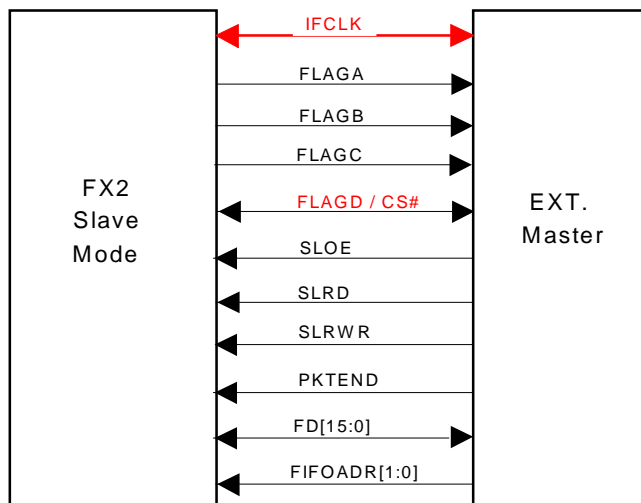 IFCLK
FLAGA
FLAGB
FLAGC
FX2
Slave
Mode
FLAGD / CS#
EXT.
Master
SLOE
SLRD
SLRWR
PKTEND
FD[15:0]
FIFOADR[1:0]